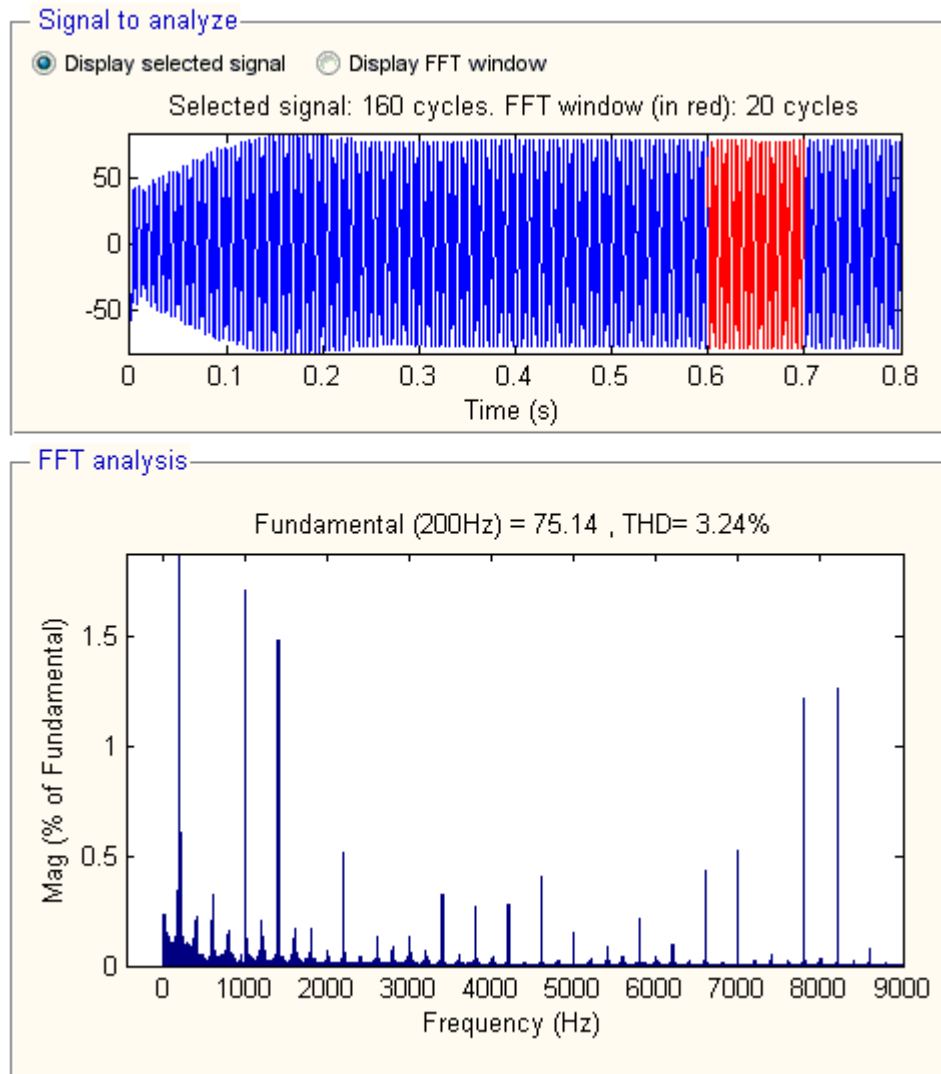 Signal to analyze
Display selected signal Display FFT window
Selected signal: 160 cycles. FFT window (in red): 20 cycles
50
0
-50
0 0.1 0.2 0.3 0.4 0.5 0.6 0.7 0.8
Time (s)
FFT analysis
Fundamental (200Hz) = 75.14 , THD= 3.24%
Mag (% of Fundamental)
1.5
1
0.5
0
0 1000 2000 3000 4000 5000 6000 7000 8000 9000
Frequency (Hz)